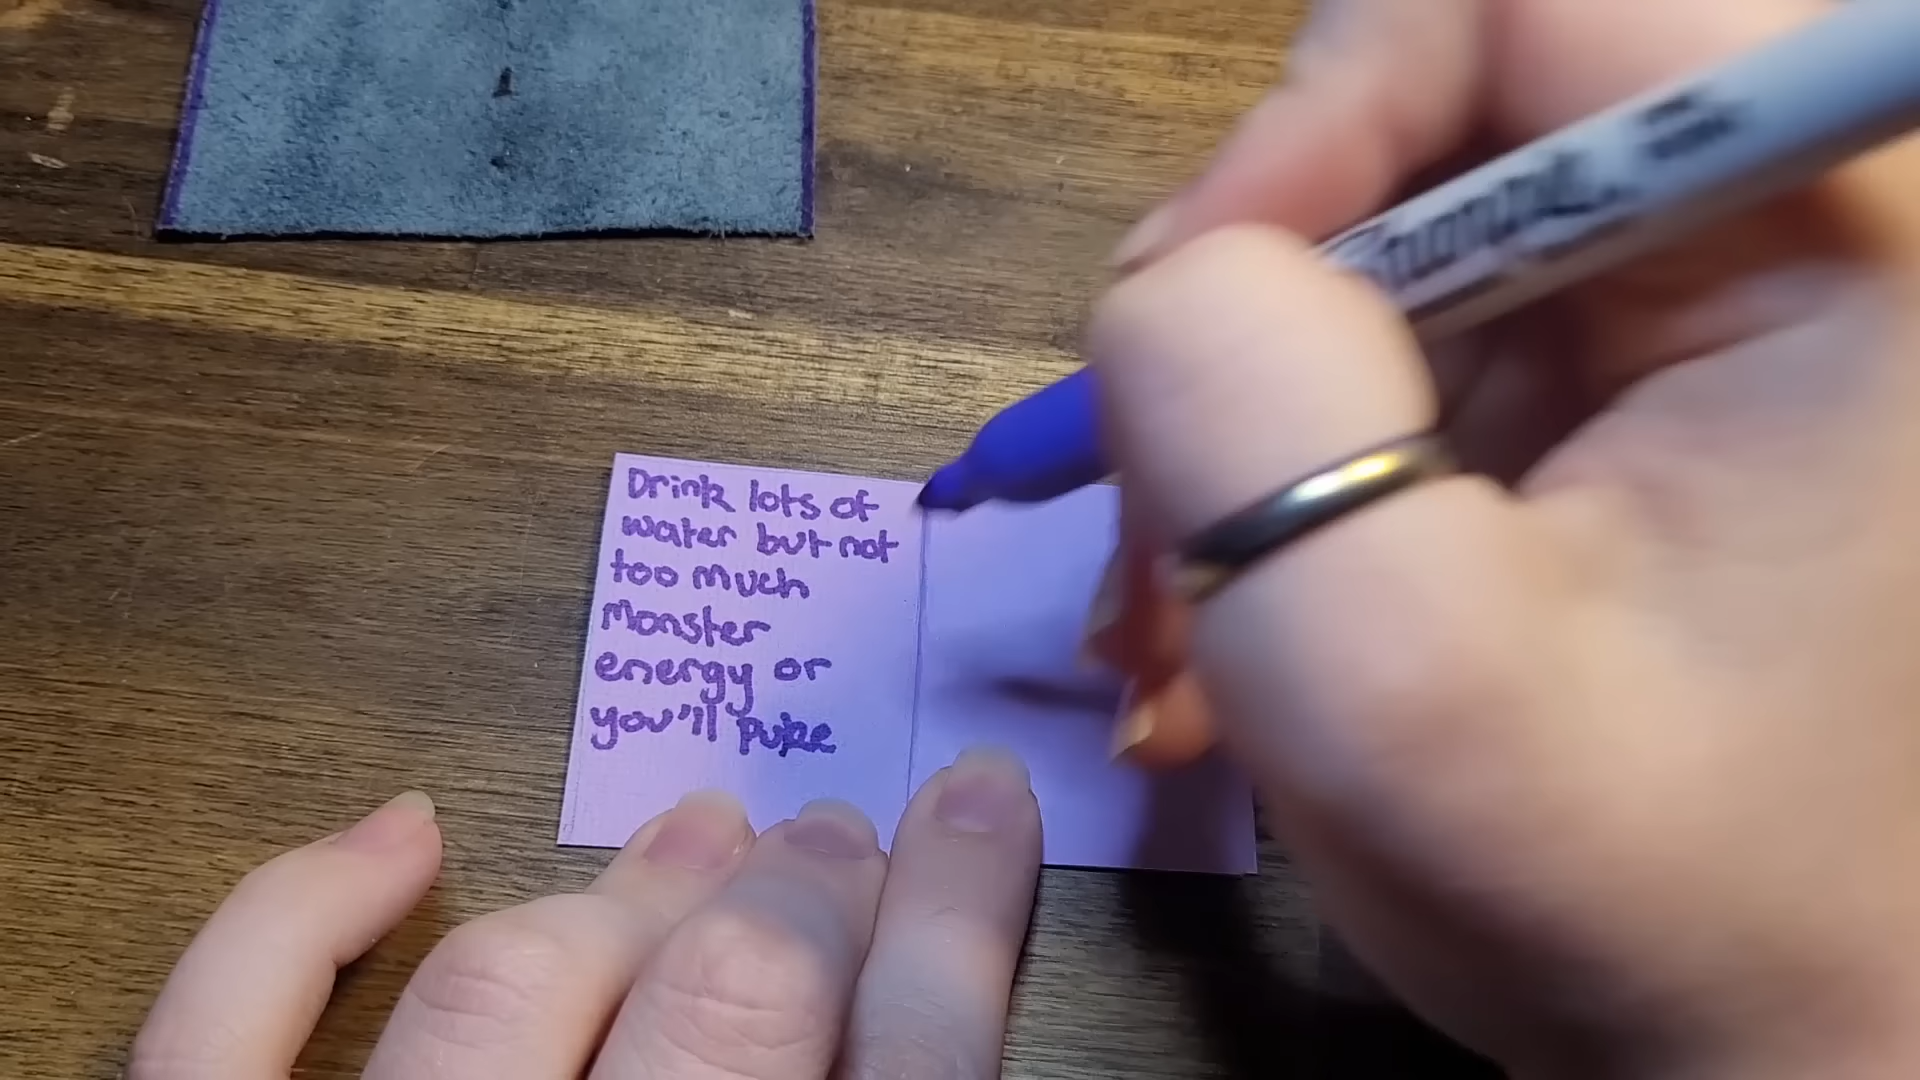 Drink lots of
water but not
too much
Monster
energy or
you'll puke